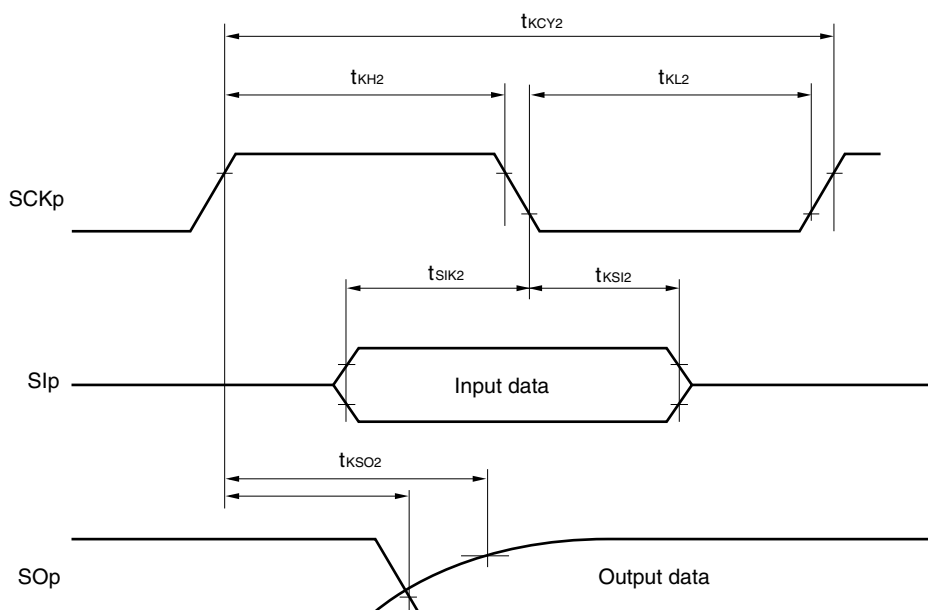 tKCY2
tKH2
tKL2
SCKp
tSIK2
tKSI2
SIp
Input data
tKSO2
SOp
Output data